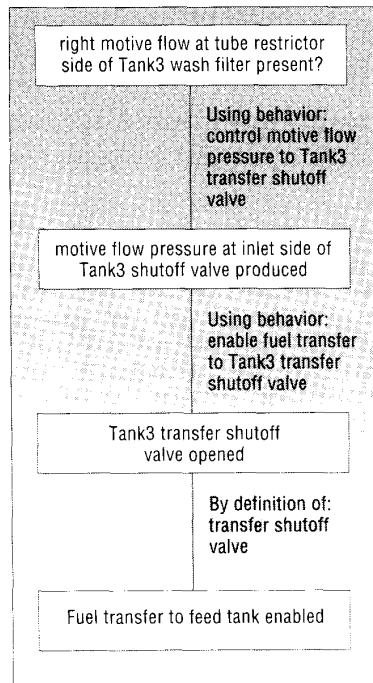 right motive flow at tube restrictor
side of Tank3 wash filter present?
Using behavior:
control motive flow
pressure to Tank3
transfer shutoff
valve
motive flow pressure at inlet side of
Tank3 shutoff valve produced
Using behavior:
enable fuel transfer
to Tank3 transfer
shutoff valve
Tank3 transfer shutoff
valve opened
By definition of:
transfer shutoff
valve
Fuel transfer to feed tank enabled